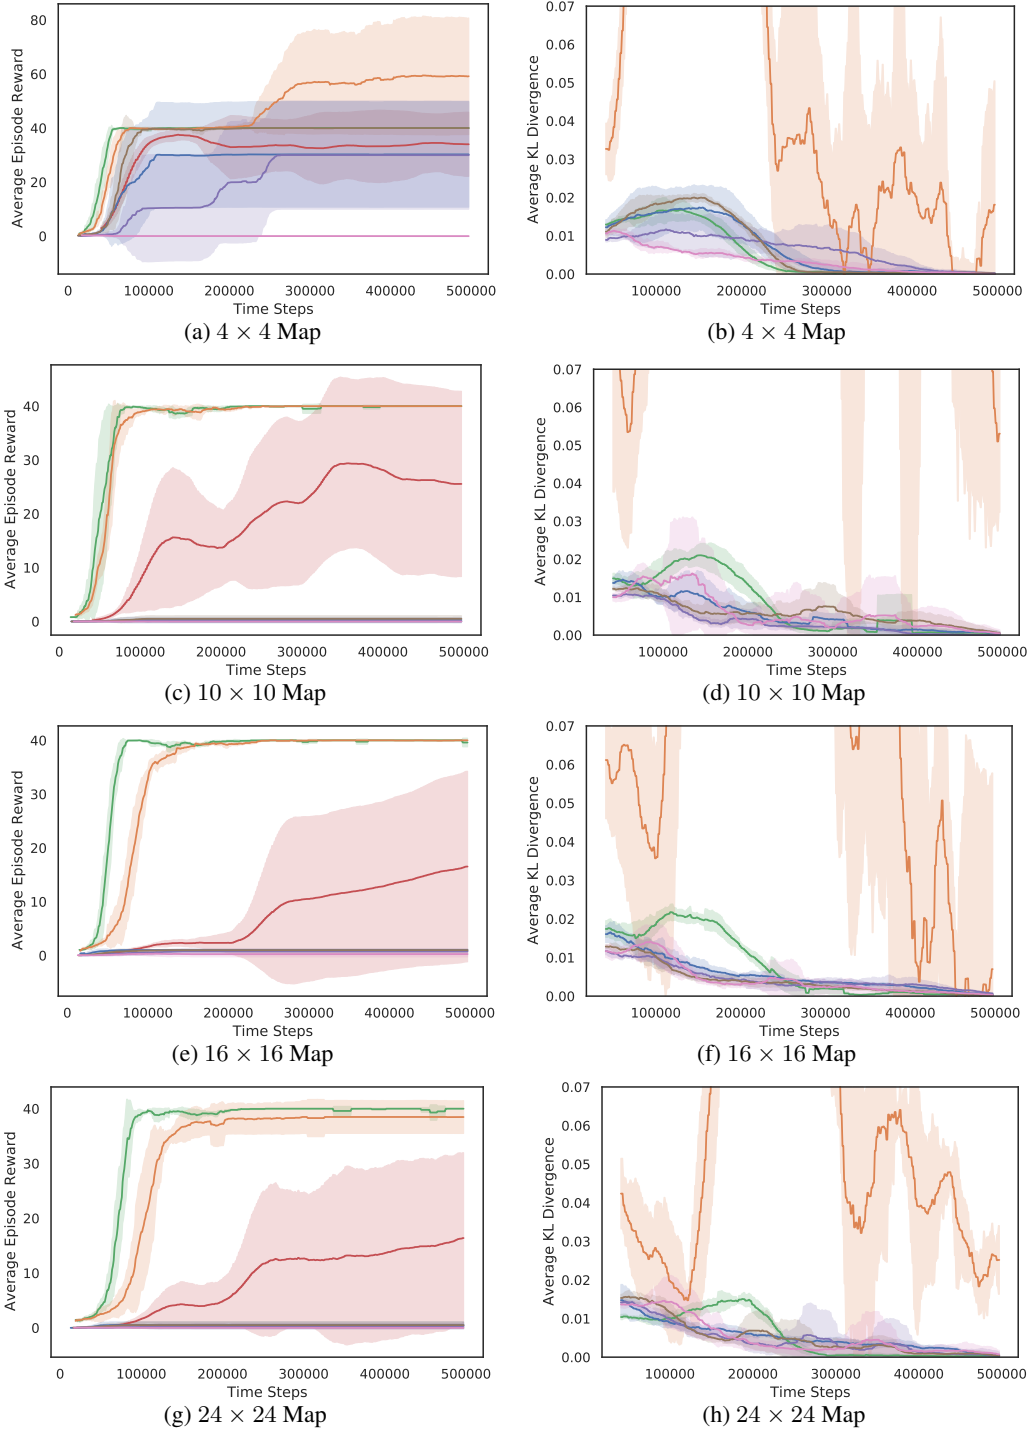 Average Episode Reward
80
60
40
20
0
0 100000 200000 300000 400000 500000
Time Steps
(a) 4 × 4 Map
Average KL Divergence
0.07
0.06
0.05
0.04
0.03
0.02
0.01
0.00
100000 200000 300000 400000 500000
Time Steps
(b) 4 × 4 Map
Average Episode Reward
40
30
20
10
0
0 100000 200000 300000 400000 500000
Time Steps
(c) 10 × 10 Map
Average KL Divergence
0.07
0.06
0.05
0.04
0.03
0.02
0.01
0.00
100000 200000 300000 400000 500000
Time Steps
(d) 10 × 10 Map
Average Episode Reward
40
30
20
10
0
0 100000 200000 300000 400000 500000
Time Steps
(e) 16 × 16 Map
Average KL Divergence
0.07
0.06
0.05
0.04
0.03
0.02
0.01
0.00
100000 200000 300000 400000 500000
Time Steps
(f) 16 × 16 Map
Average Episode Reward
40
30
20
10
0
0 100000 200000 300000 400000 500000
Time Steps
(g) 24 × 24 Map
Average KL Divergence
0.07
0.06
0.05
0.04
0.03
0.02
0.01
0.00
100000 200000 300000 400000 500000
Time Steps
(h) 24 × 24 Map